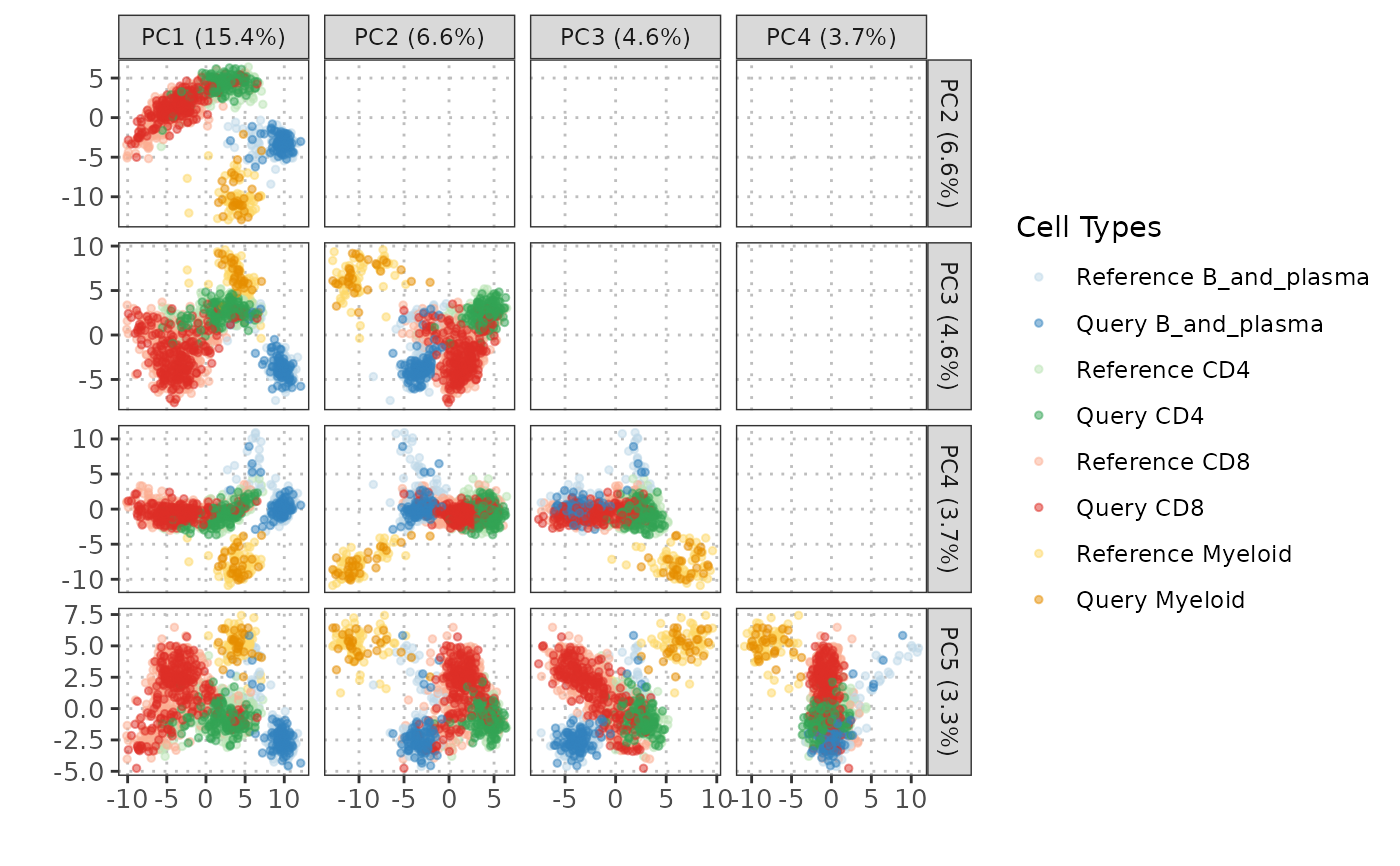 PC1 (15.4%) PC2 (6.6%) PC3 (4.6%) PC4 (3.7%)
5
0
-5
-10
PC2 (6.6%)
10
5
0
-5
PC3 (4.6%)
10
5
0
-5
-10
PC4 (3.7%)
7.5
5.0
2.5
0.0
-2.5
-5.0
PC5 (3.3%)
-10 -5 0 5 10 -10 -5 0 5 -5 0 5 10 -10 -5 0 5 10
Cell Types
Reference B_and_plasma
Query B_and_plasma
Reference CD4
Query CD4
Reference CD8
Query CD8
Reference Myeloid
Query Myeloid